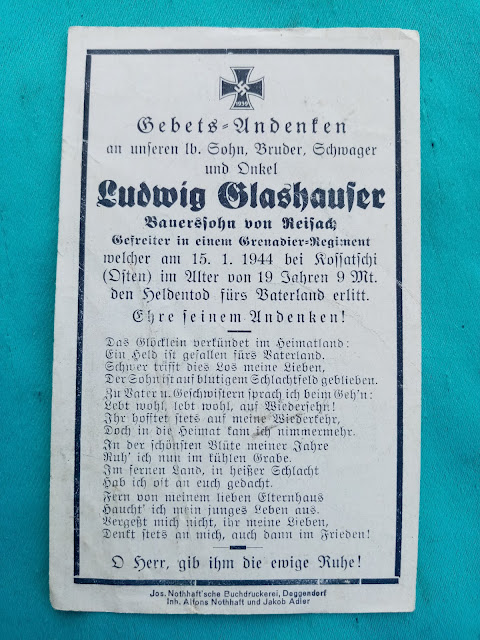 1939
Gebets-Andenken
an unseren lb. Sohn, Bruder, Schwager
und Onkel
Ludwig Glashauser
Bauerssohn von Reisach
Gefreiter in einem Grenadier-Regiment
welcher am 15. 1. 1944 bei Kossatschi
(Osten) im Alter von 19 Jahren 9 Mt.
den Heldentod fürs Vaterland erlitt.
Ehre seinem Andenken!
Das Glöcklein verkündet im Heimatland:
Ein Held ist gefallen fürs Vaterland.
Schwer trifft dies Los meine Lieben,
Der Sohn ist auf blutigem Schlachtfeld geblieben.
Zu Vater u. Geschwistern sprach ich beim Geh'n:
Lebt wohl, lebt wohl, auf Wiedersehn!
Ihr hofftet stets auf meine Wiederkehr,
Doch in die Heimat kam ich nimmermehr.
In der schönsten Blüte meiner Jahre
Ruh' ich nun im kühlen Grabe.
Im fernen Land, in heißer Schlacht
Hab ich oft an euch gedacht.
Fern von meinem lieben Elternhaus
Haucht' ich mein junges Leben aus.
Vergeßt mich nicht, ihr meine Lieben,
Denkt stets an mich, auch dann im Frieden!
O Herr, gib ihm die ewige Ruhe!
Jos. Nothhaft'sche Buchdruckerei, Deggendorf
Inh. Alfons Nothhaft und Jakob Adler